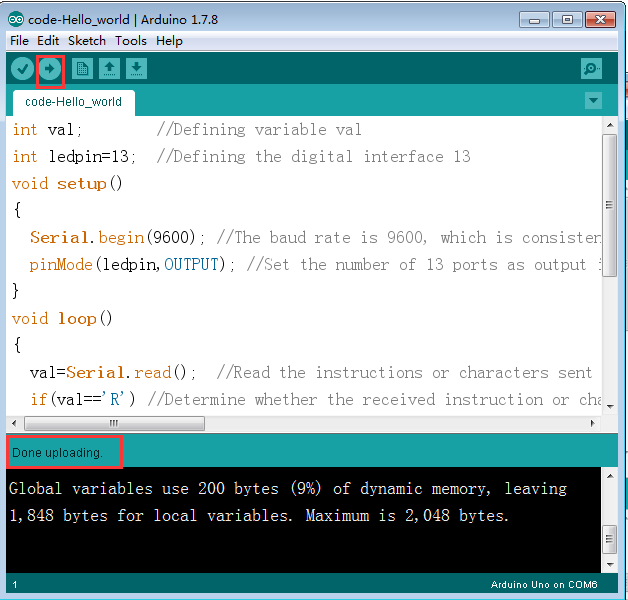 code-Hello_world | Arduino 1.7.8
File Edit Sketch Tools Help
code-Hello_world
int val; //Defining variable val
int ledpin=13; //Defining the digital interface 13
void setup()
{
Serial.begin(9600); //The baud rate is 9600, which is consisten
pinMode(ledpin,OUTPUT); //Set the number of 13 ports as output i
}
void loop()
{
val=Serial.read(); //Read the instructions or characters sent
if(val=='R') //Determine whether the received instruction or cha
Done uploading.
Global variables use 200 bytes (9%) of dynamic memory, leaving
1,848 bytes for local variables. Maximum is 2,048 bytes.
1 Arduino Uno on COM6